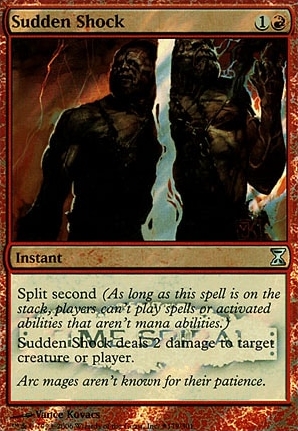 Sudden Shock
1
Instant
Split second (As long as this spell is on the
stack, players can't play spells or activated
abilities that aren't mana abilities.)
Sudden Shock deals 2 damage to target
creature or player.
Arc mages aren't known for their patience.
TIME SPIRAL
Vance Kovacs